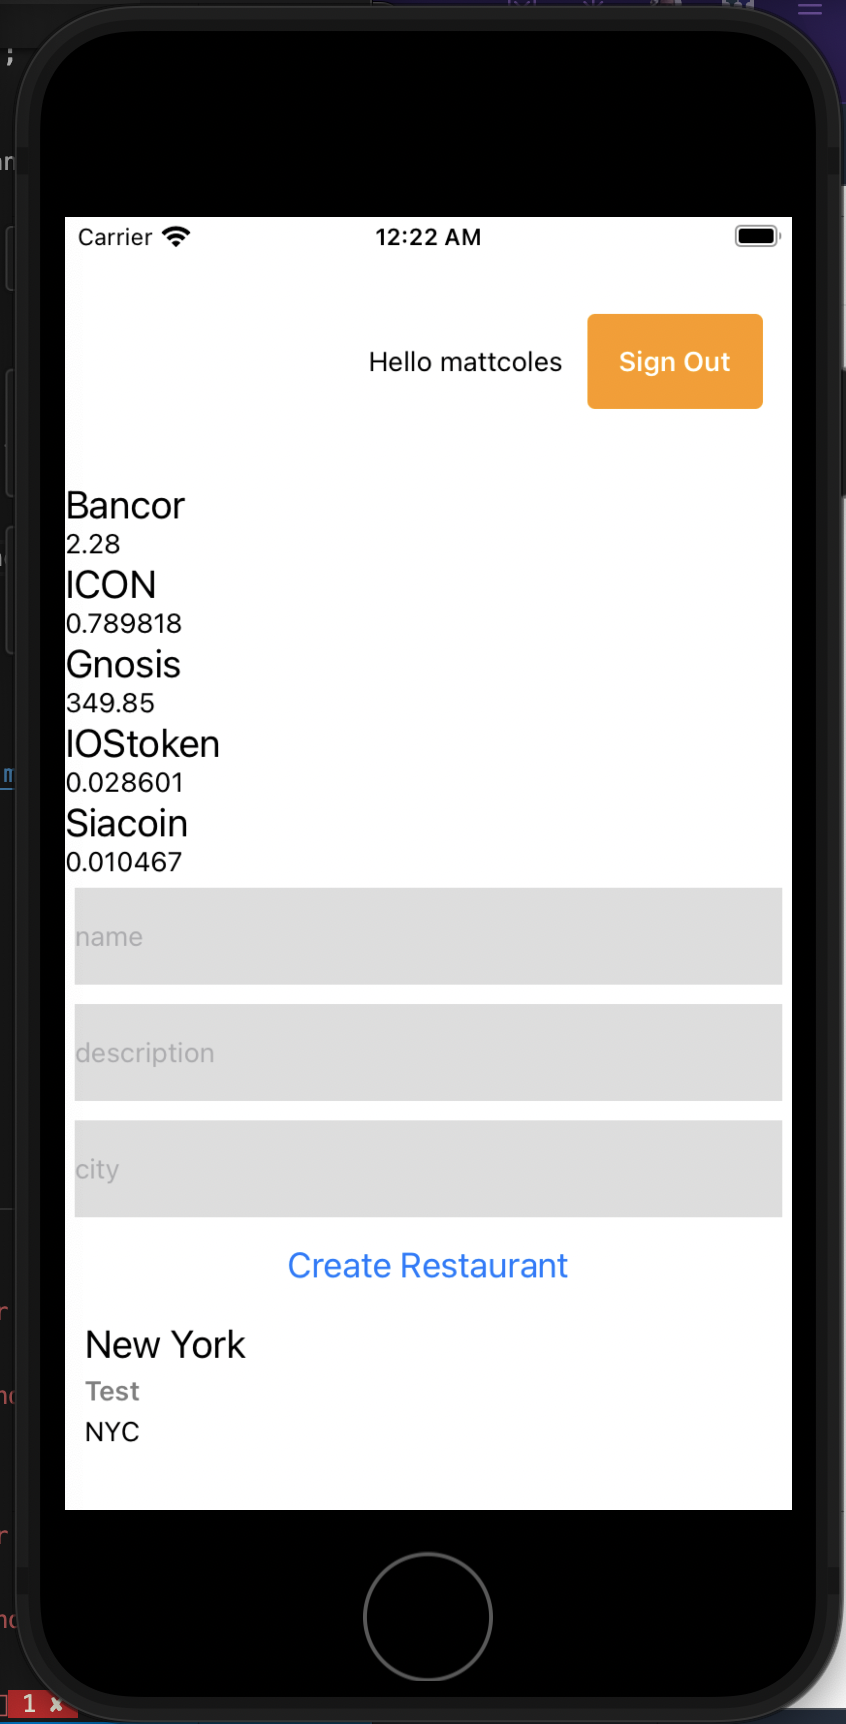 Carrier 12:22 AM
Hello mattcoles Sign Out
Bancor
2.28
ICON
0.789818
Gnosis
349.85
IOStoken
0.028601
Siacoin
0.010467
name
description
city
Create Restaurant
New York
Test
NYC
1 x